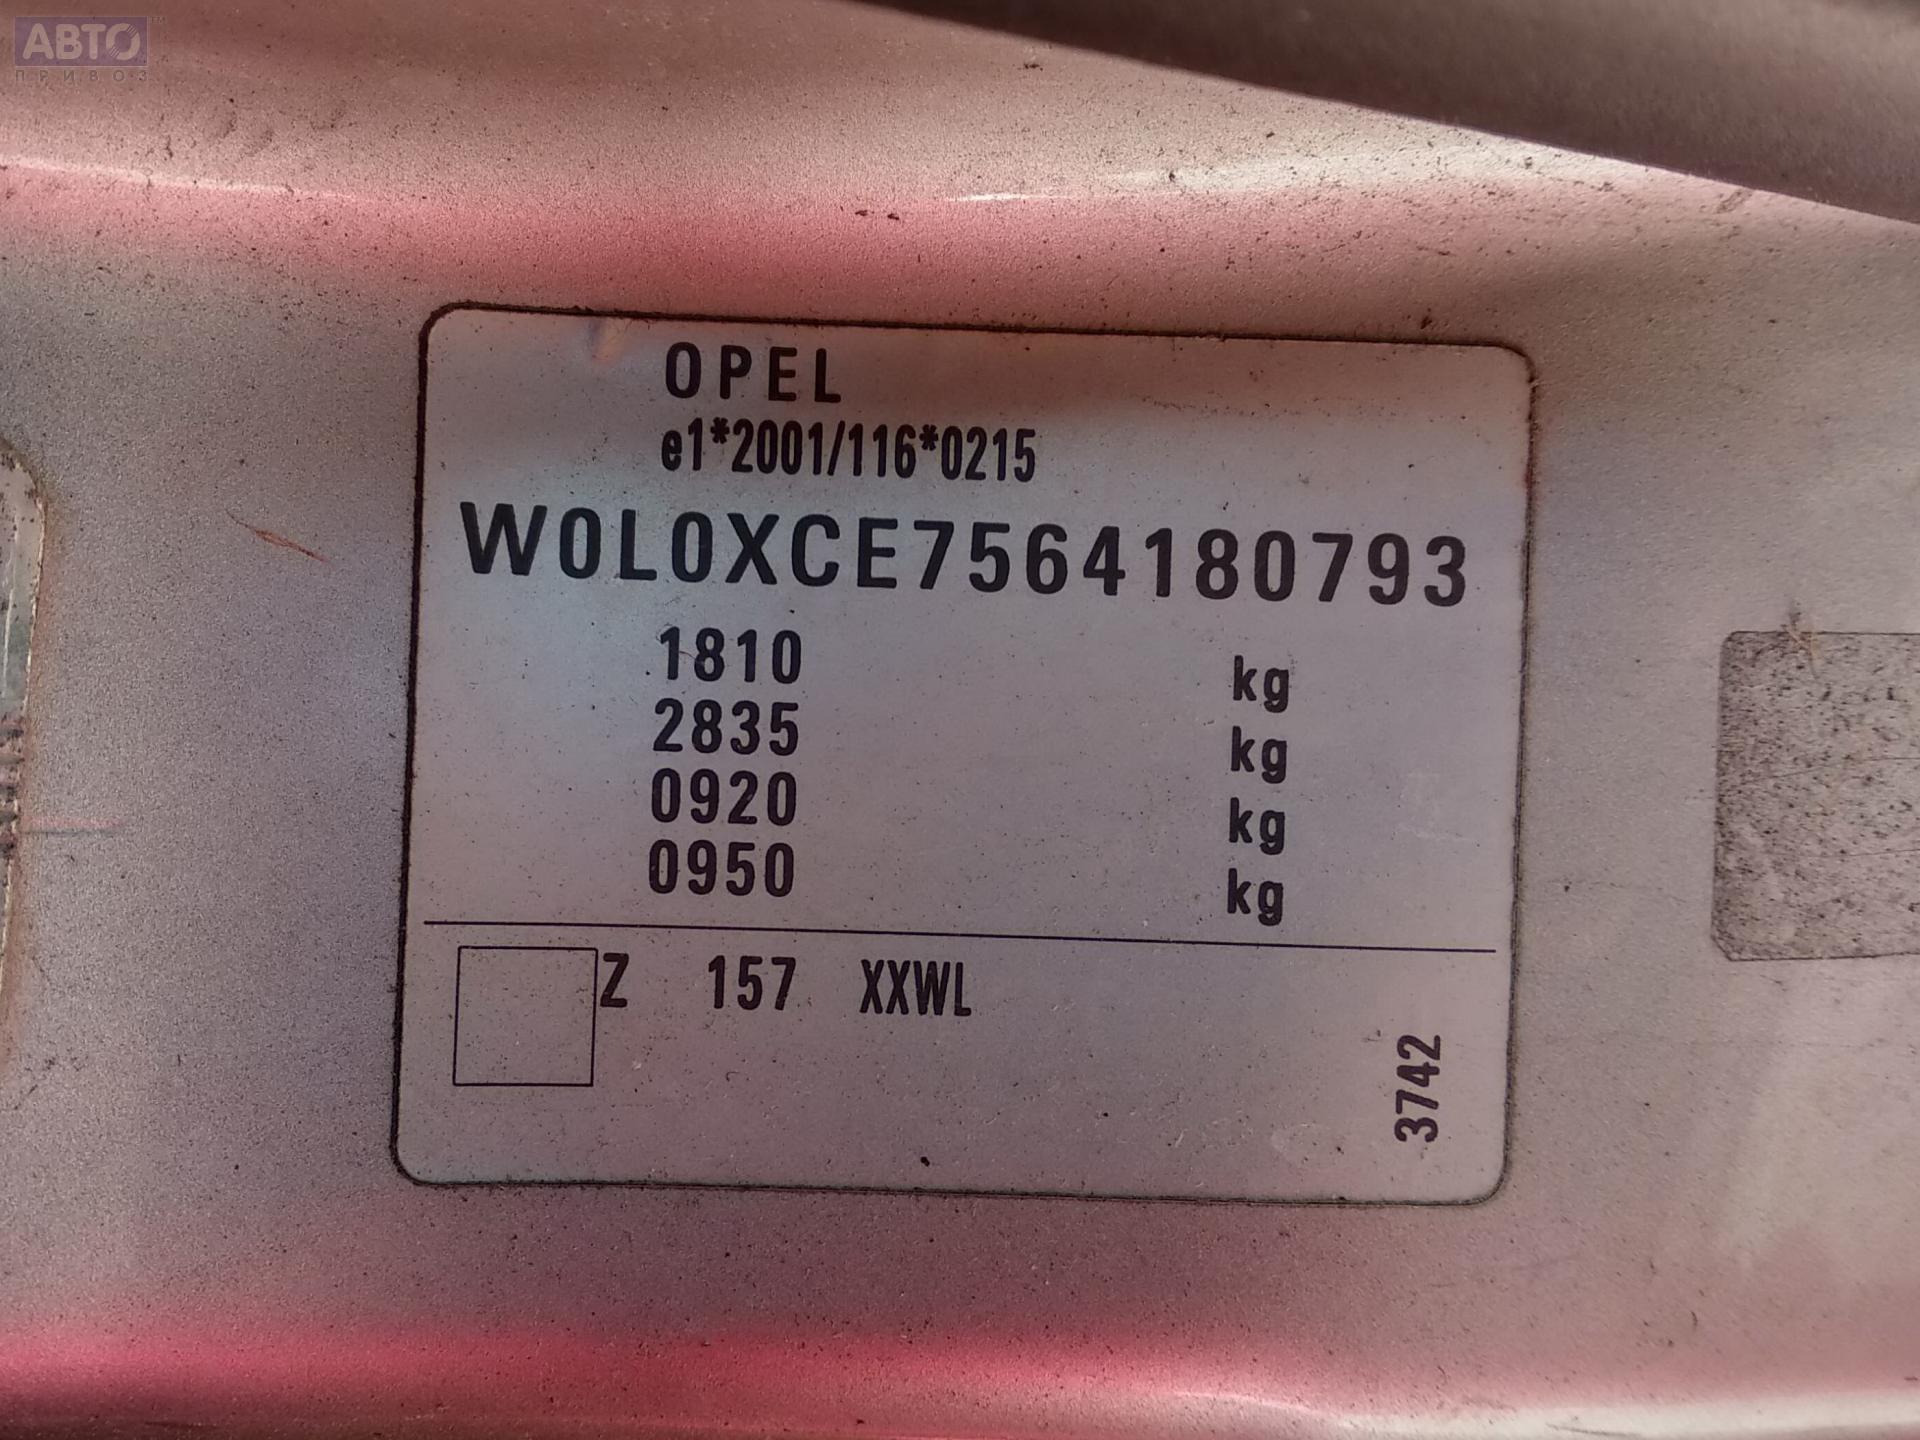 АВТО
ПРИВОЗ
OPEL
e1*2001/116*0215
W0L0XCE7564180793
1810 kg
2835 kg
0920 kg
0950 kg
Z 157 XXWL
3742